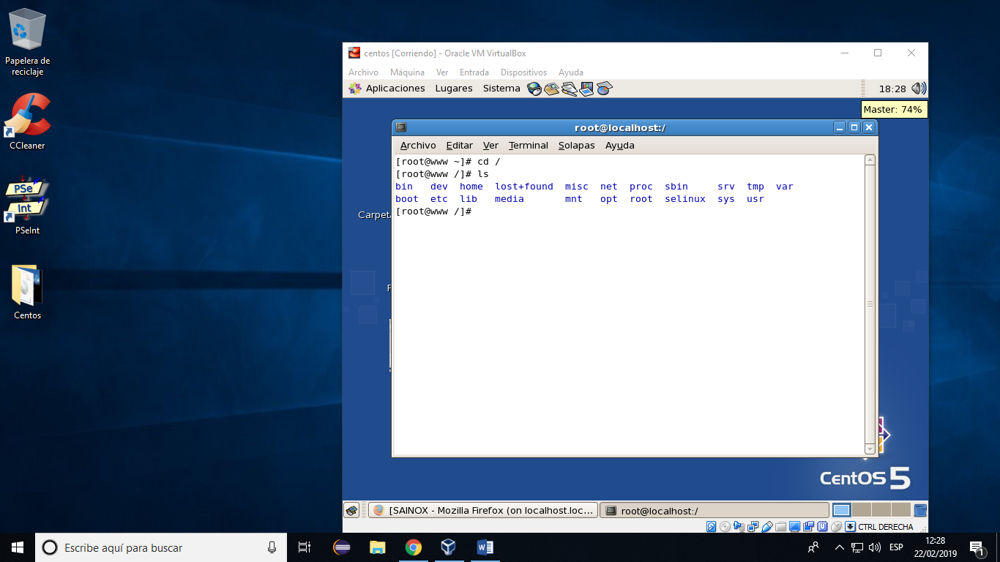 Papelera de
reciclaje
CCleaner
PSe
Int
PSeInt
Centos
centos [Corriendo] - Oracle VM VirtualBox
Archivo Máquina Ver Entrada Dispositivos Ayuda
Aplicaciones Lugares Sistema 18:28
Master: 74%
root@localhost:/
Archivo Editar Ver Terminal Solapas Ayuda
[root@www ~]# cd /
[root@www /]# ls
bin dev home lost+found misc net proc sbin srv tmp var
boot etc lib media mnt opt root selinux sys usr
[root@www /]#
CentOS 5
[SAINOX - Mozilla Firefox (on localhost.loc... root@localhost:/
CTRL DERECHA
Escribe aquí para buscar
ESP
12:28
22/02/2019
1